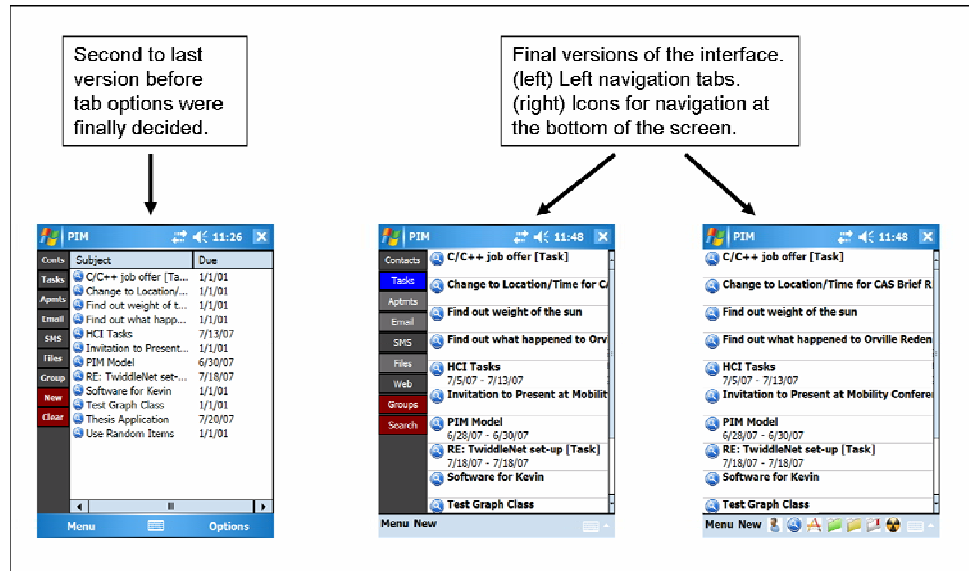 Second to last
version before
tab options were
finally decided.
Final versions of the interface.
(left) Left navigation tabs.
(right) Icons for navigation at
the bottom of the screen.
PIM 11:26
Conts
Tasks
Apmts
Email
SMS
Files
Group
New
Clear
Subject Due
C/C++ job offer [Ta... 1/1/01
Change to Location/... 1/1/01
Find out weight of t... 1/1/01
Find out what happ... 1/1/01
HCI Tasks 7/13/07
Invitation to Present... 1/1/01
PIM Model 6/30/07
RE: TwiddleNet set-... 7/18/07
Software for Kevin 1/1/01
Test Graph Class 1/1/01
Thesis Application 7/20/07
Use Random Items 1/1/01
Menu Options
PIM 11:48
Contacts
Tasks
Aptmts
Email
SMS
Files
Web
Groups
Search
C/C++ job offer [Task]
Change to Location/Time for CA
Find out weight of the sun
Find out what happened to Orv
HCI Tasks
7/5/07 - 7/13/07
Invitation to Present at Mobilit
PIM Model
6/28/07 - 6/30/07
RE: TwiddleNet set-up [Task]
7/18/07 - 7/18/07
Software for Kevin
Test Graph Class
Menu New
PIM 11:48
C/C++ job offer [Task]
Change to Location/Time for CAS Brief R
Find out weight of the sun
Find out what happened to Orville Reden
HCI Tasks
7/5/07 - 7/13/07
Invitation to Present at Mobility Confere
PIM Model
6/28/07 - 6/30/07
RE: TwiddleNet set-up [Task]
7/18/07 - 7/18/07
Software for Kevin
Test Graph Class
Menu New